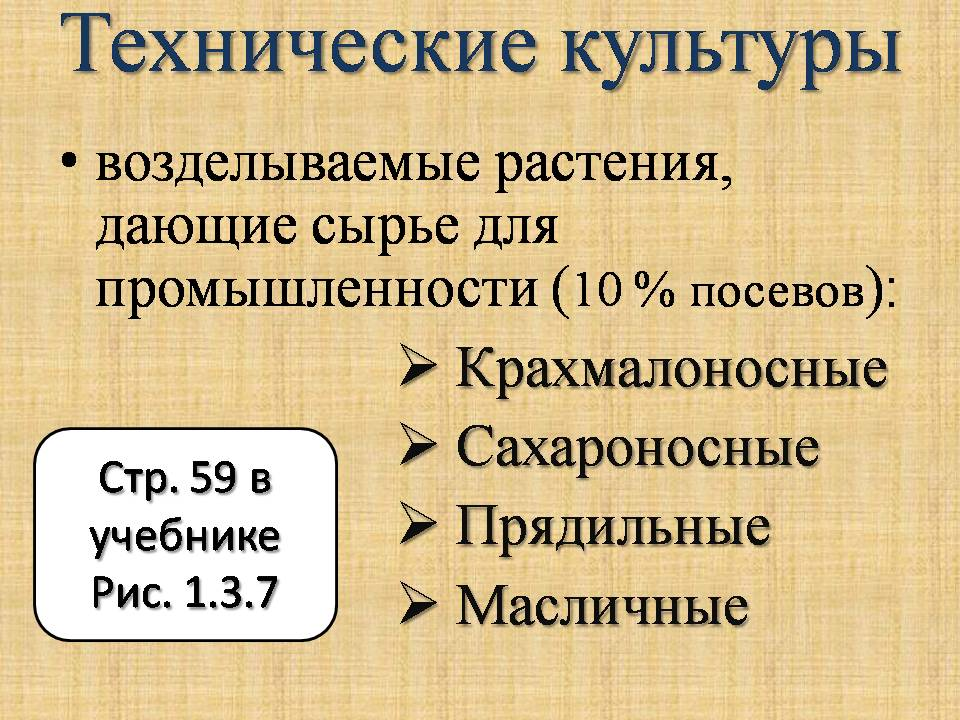 Технические культуры
• возделываемые растения,
дающие сырье для
промышленности (10 % посевов):
➢ Крахмалоносные
➢ Сахароносные
➢ Прядильные
➢ Масличные
Стр. 59 в
учебнике
Рис. 1.3.7